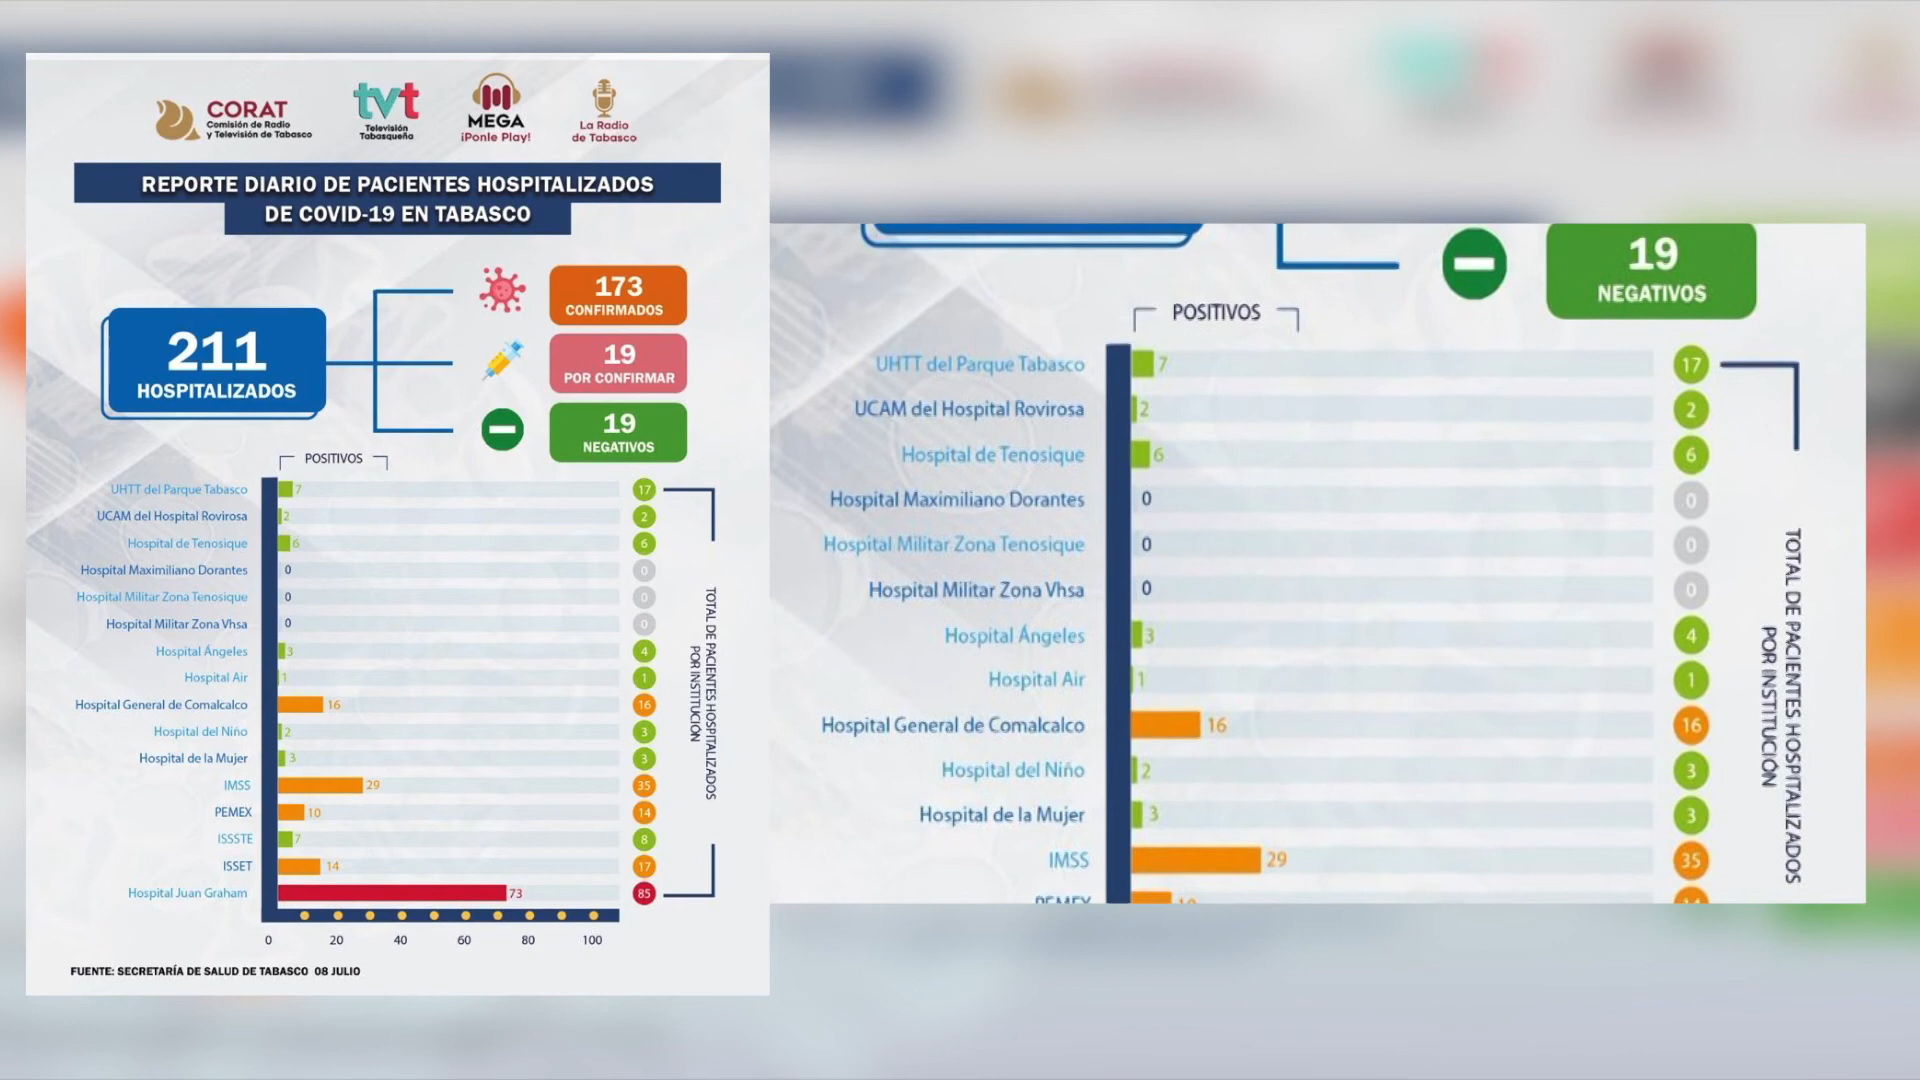 CORAT
Comisión de Radio
y Televisión de Tabasco
tvt
Televisión
Tabasqueña
MEGA
¡Ponle Play!
La Radio
de Tabasco
REPORTE DIARIO DE PACIENTES HOSPITALIZADOS
DE COVID-19 EN TABASCO
211
HOSPITALIZADOS
173
CONFIRMADOS
19
POR CONFIRMAR
19
NEGATIVOS
POSITIVOS
UHTT del Parque Tabasco 7 17
UCAM del Hospital Rovirosa 2 2
Hospital de Tenosique 6 6
Hospital Maximiliano Dorantes 0 0
Hospital Militar Zona Tenosique 0 0
Hospital Militar Zona Vhsa 0 0
Hospital Ángeles 3 4
Hospital Air 1 1
Hospital General de Comalcalco 16 16
Hospital del Niño 2 3
Hospital de la Mujer 3 3
IMSS 29 35
PEMEX 10 14
ISSSTE 7 8
ISSET 14 17
Hospital Juan Graham 73 85
0 20 40 60 80 100
TOTAL DE PACIENTES HOSPITALIZADOS
POR INSTITUCIÓN
FUENTE: SECRETARÍA DE SALUD DE TABASCO 08 JULIO
19
NEGATIVOS
POSITIVOS
UHTT del Parque Tabasco 7 17
UCAM del Hospital Rovirosa 2 2
Hospital de Tenosique 6 6
Hospital Maximiliano Dorantes 0 0
Hospital Militar Zona Tenosique 0 0
Hospital Militar Zona Vhsa 0 0
Hospital Ángeles 3 4
Hospital Air 1 1
Hospital General de Comalcalco 16 16
Hospital del Niño 2 3
Hospital de la Mujer 3 3
IMSS 29 35
PEMEX 10 14
TOTAL DE PACIENTES HOSPITALIZADOS
POR INSTITUCIÓN